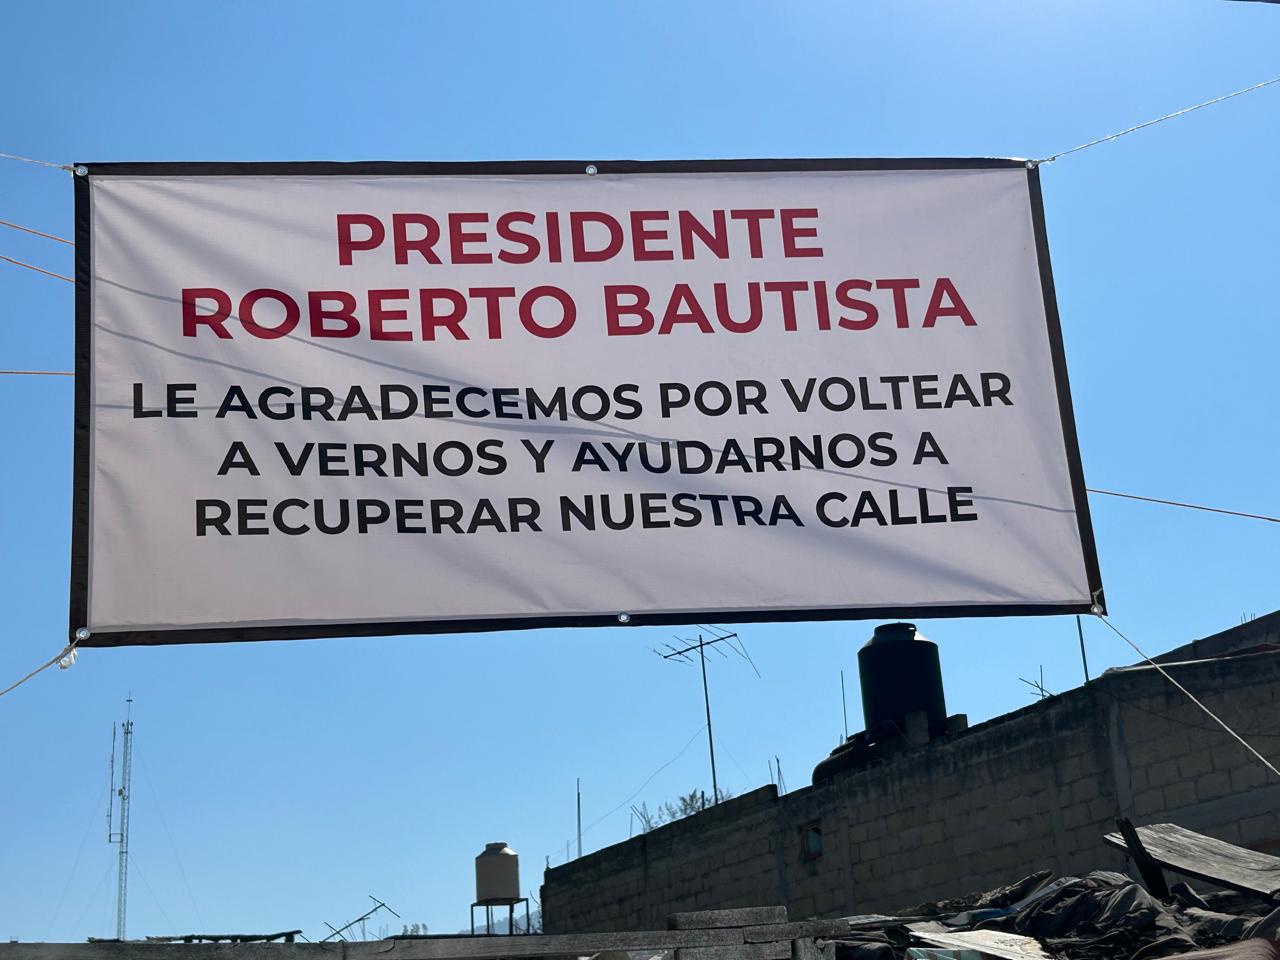 PRESIDENTE
ROBERTO BAUTISTA
LE AGRADECEMOS POR VOLTEAR
A VERNOS Y AYUDARNOS A
RECUPERAR NUESTRA CALLE